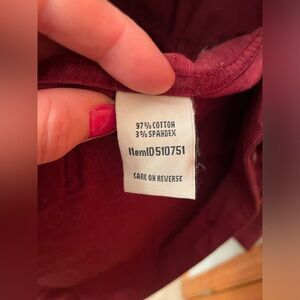 97% COTTON
3% SPANDEX
ItemID510751
CARE ON REVERSE